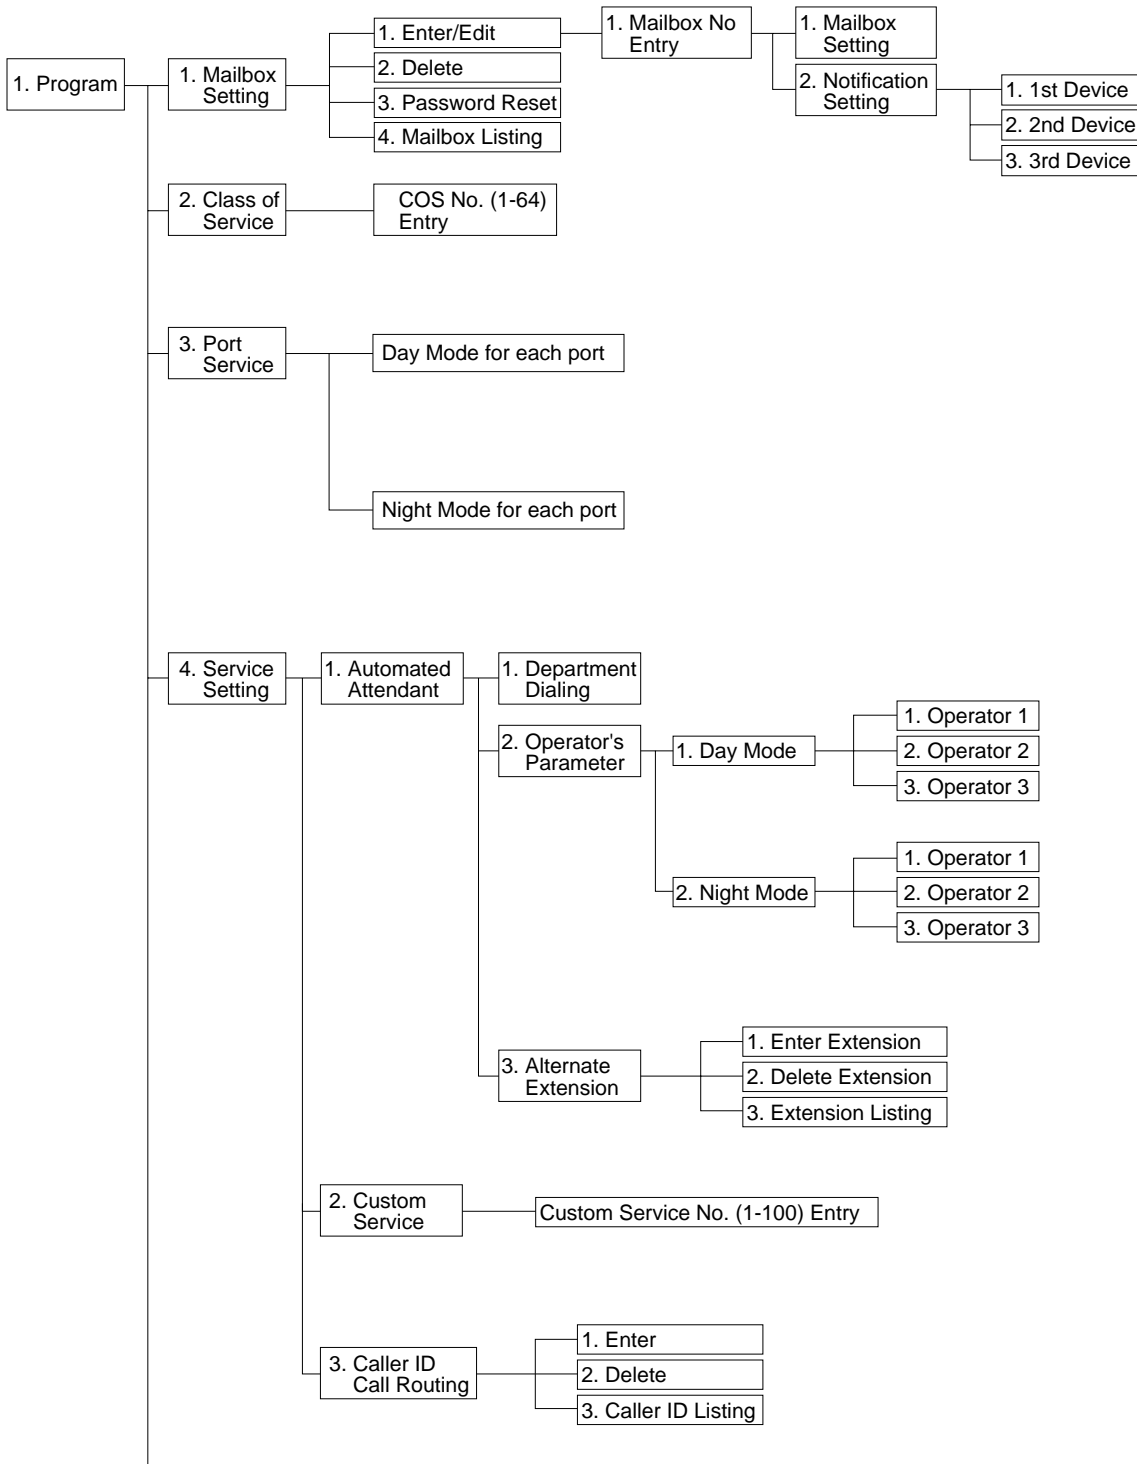 1. Program
1. Mailbox
Setting
1. Enter/Edit
2. Delete
3. Password Reset
4. Mailbox Listing
1. Mailbox No
Entry
1. Mailbox
Setting
2. Notification
Setting
1. 1st Device
2. 2nd Device
3. 3rd Device
2. Class of
Service
COS No. (1-64)
Entry
3. Port
Service
Day Mode for each port
Night Mode for each port
4. Service
Setting
1. Automated
Attendant
1. Department
Dialing
2. Operator's
Parameter
1. Day Mode
1. Operator 1
2. Operator 2
3. Operator 3
2. Night Mode
1. Operator 1
2. Operator 2
3. Operator 3
3. Alternate
Extension
1. Enter Extension
2. Delete Extension
3. Extension Listing
2. Custom
Service
Custom Service No. (1-100) Entry
3. Caller ID
Call Routing
1. Enter
2. Delete
3. Caller ID Listing